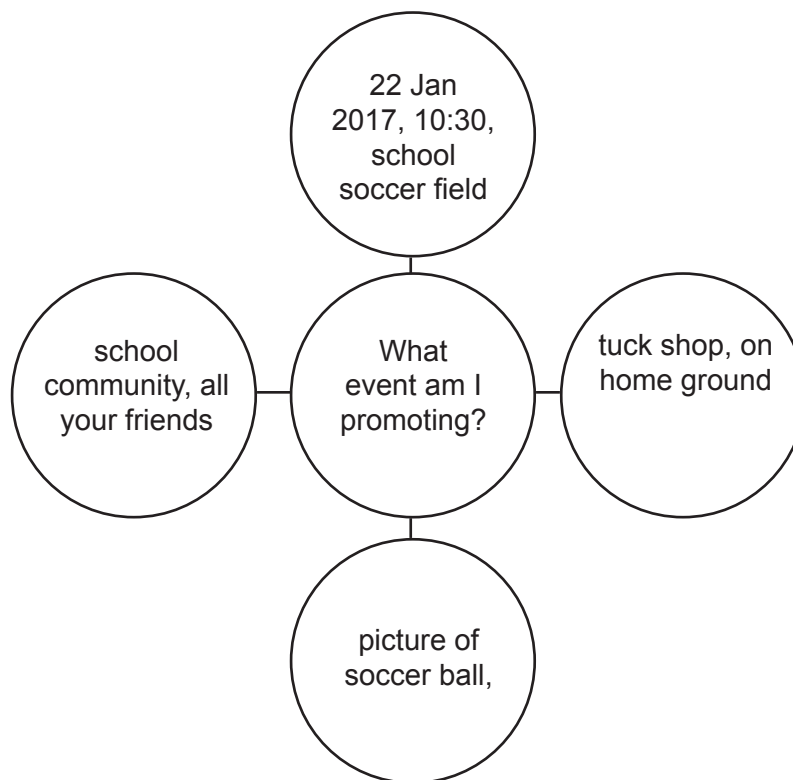 22 Jan
2017, 10:30,
school
soccer field
school
community, all
your friends
What
event am I
promoting?
tuck shop, on
home ground
picture of
soccer ball,